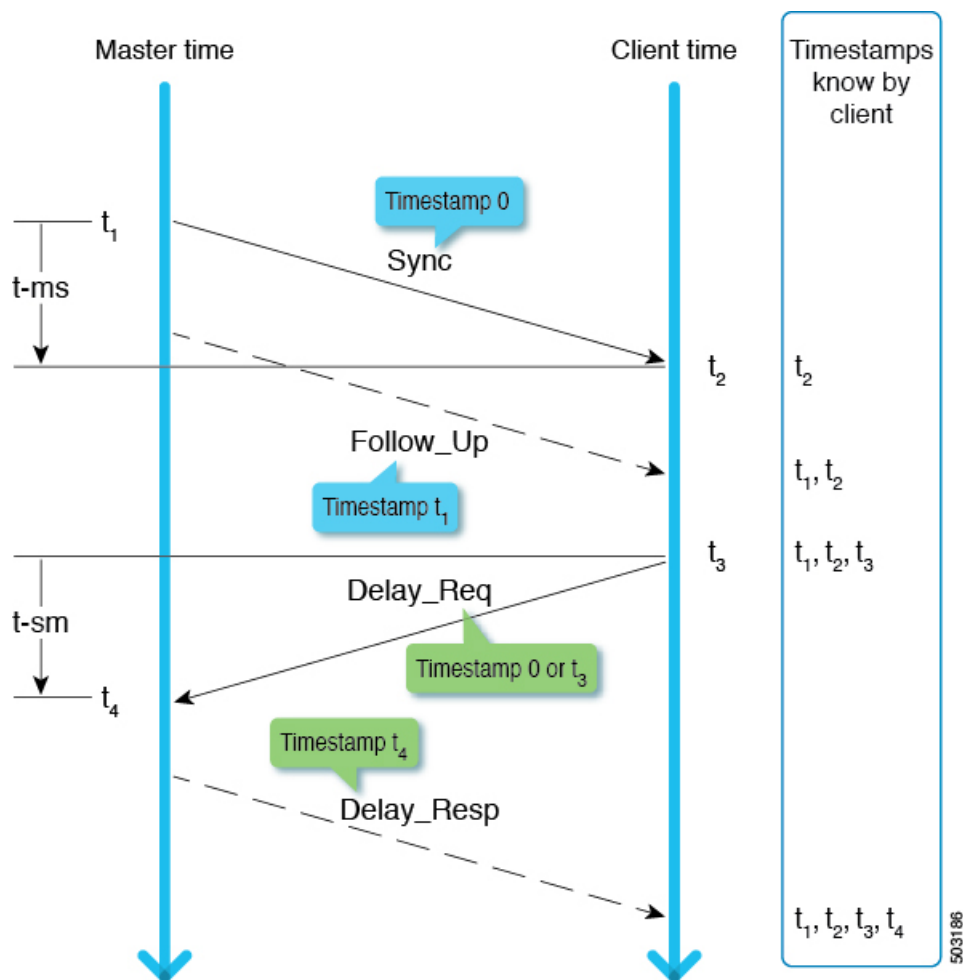 Master time
Client time
Timestamps
know by
client
Timestamp 0
t₁
Sync
t-ms
t₂
t₂
Follow_Up
t₁, t₂
Timestamp t₁
t₃
t₁, t₂, t₃
Delay_Req
t-sm
Timestamp 0 or t₃
t₄
Timestamp t₄
Delay_Resp
t₁, t₂, t₃, t₄
503186